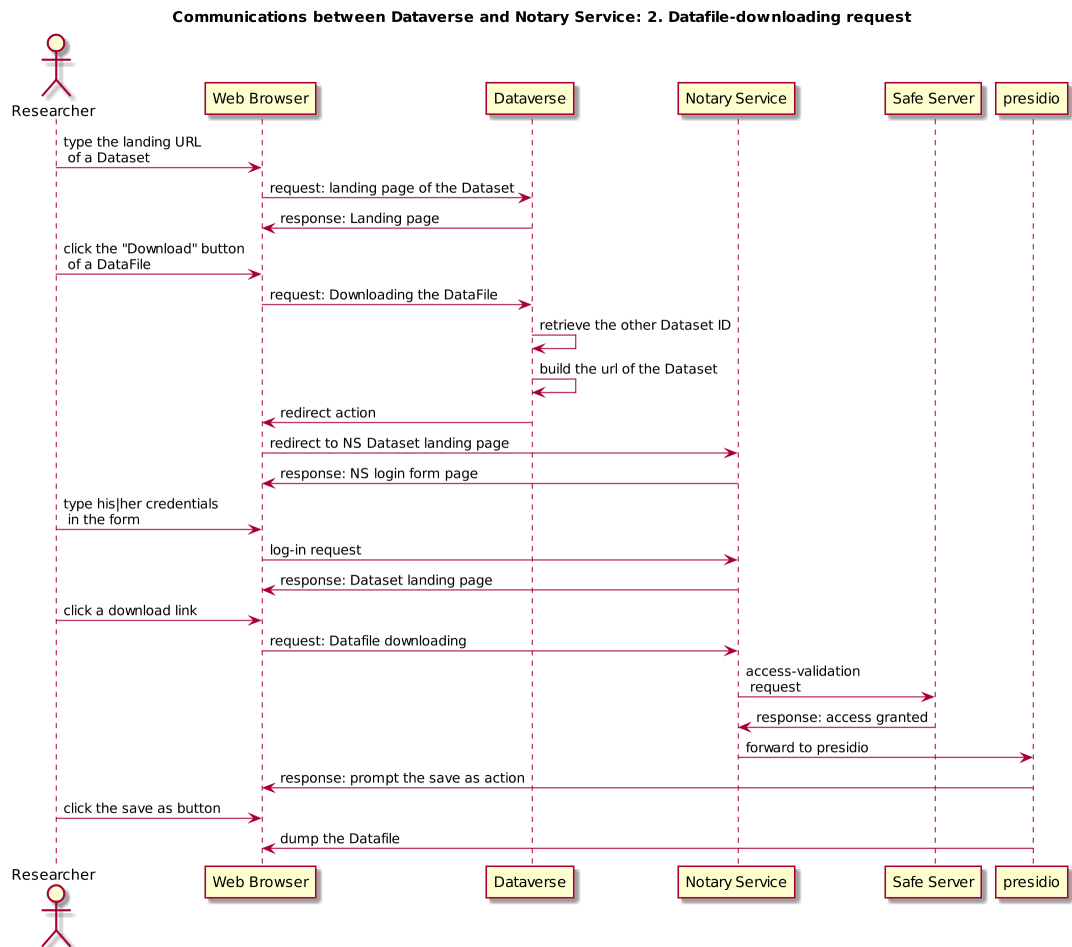 Communications between Dataverse and Notary Service: 2. Datafile-downloading request
Researcher
Web Browser
Dataverse
Notary Service
Safe Server
presidio
type the landing URL
of a Dataset
request: landing page of the Dataset
response: Landing page
click the "Download" button
of a DataFile
request: Downloading the DataFile
retrieve the other Dataset ID
build the url of the Dataset
redirect action
redirect to NS Dataset landing page
response: NS login form page
type his|her credentials
in the form
log-in request
response: Dataset landing page
click a download link
request: Datafile downloading
access-validation
request
response: access granted
forward to presidio
response: prompt the save as action
click the save as button
dump the Datafile
Researcher
Web Browser
Dataverse
Notary Service
Safe Server
presidio